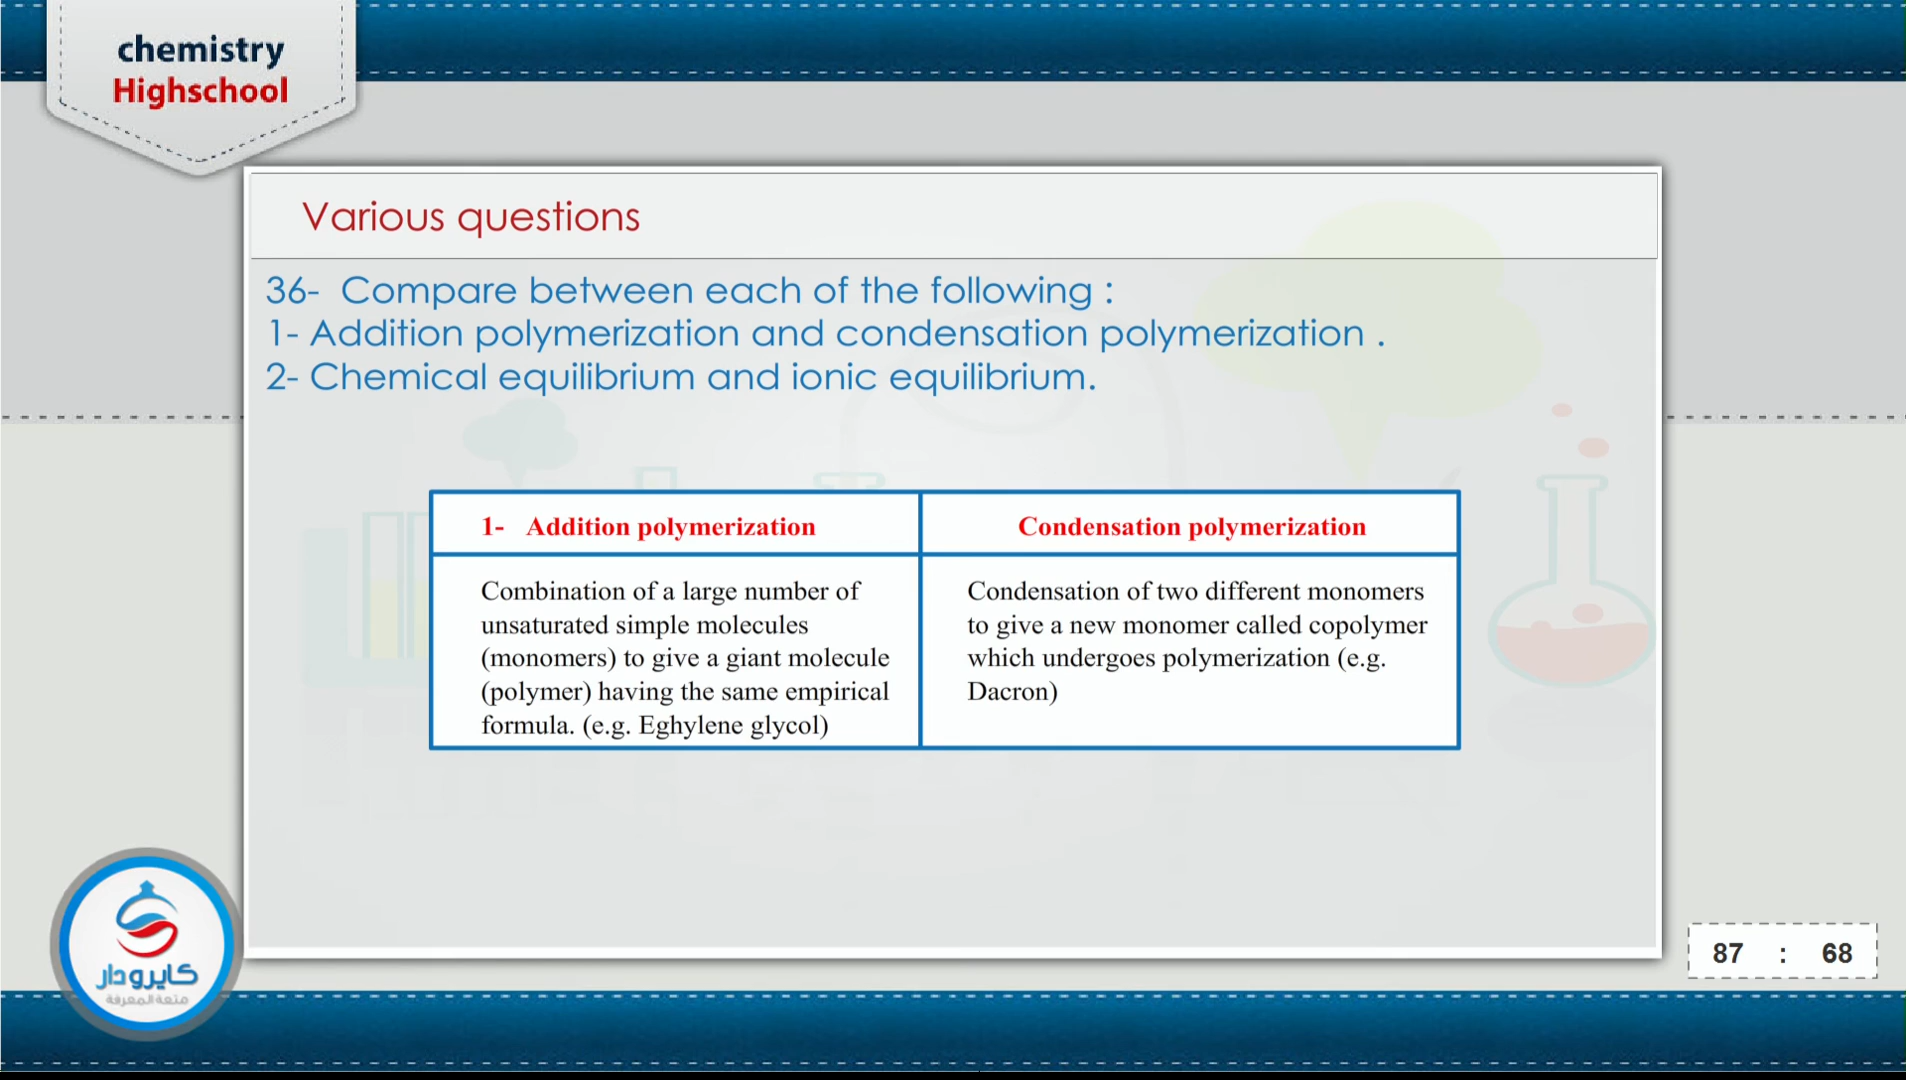 chemistry
Highschool
Various questions
36- Compare between each of the following :
1- Addition polymerization and condensation polymerization .
2- Chemical equilibrium and ionic equilibrium.
1- Addition polymerization
Condensation polymerization
Combination of a large number of
unsaturated simple molecules
(monomers) to give a giant molecule
(polymer) having the same empirical
formula. (e.g. Eghylene glycol)
Condensation of two different monomers
to give a new monomer called copolymer
which undergoes polymerization (e.g.
Dacron)
كايرودار
متعة المعرفة
87 : 68